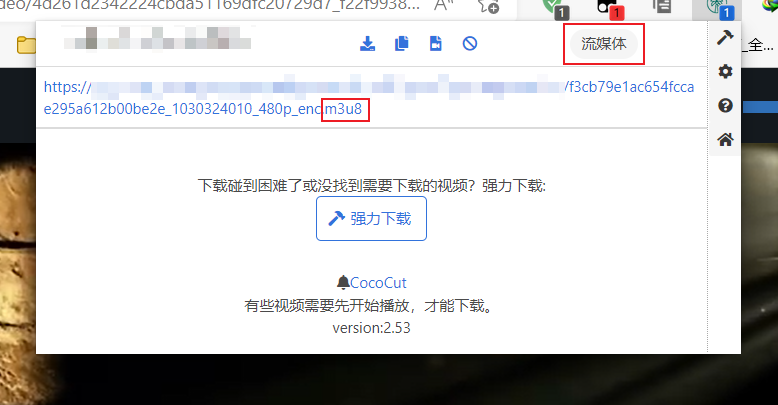 deo/4d261d2342224cbda51169dfc20729d7_f22f9938...
流媒体
_全...
1
1
1
https://
/f3cb79e1ac654fcca
e295a612b00be2e_1030324010_480p_enc.m3u8
下载碰到困难了或没找到需要下载的视频？强力下载:
强力下载
CocoCut
有些视频需要先开始播放，才能下载。
version:2.53